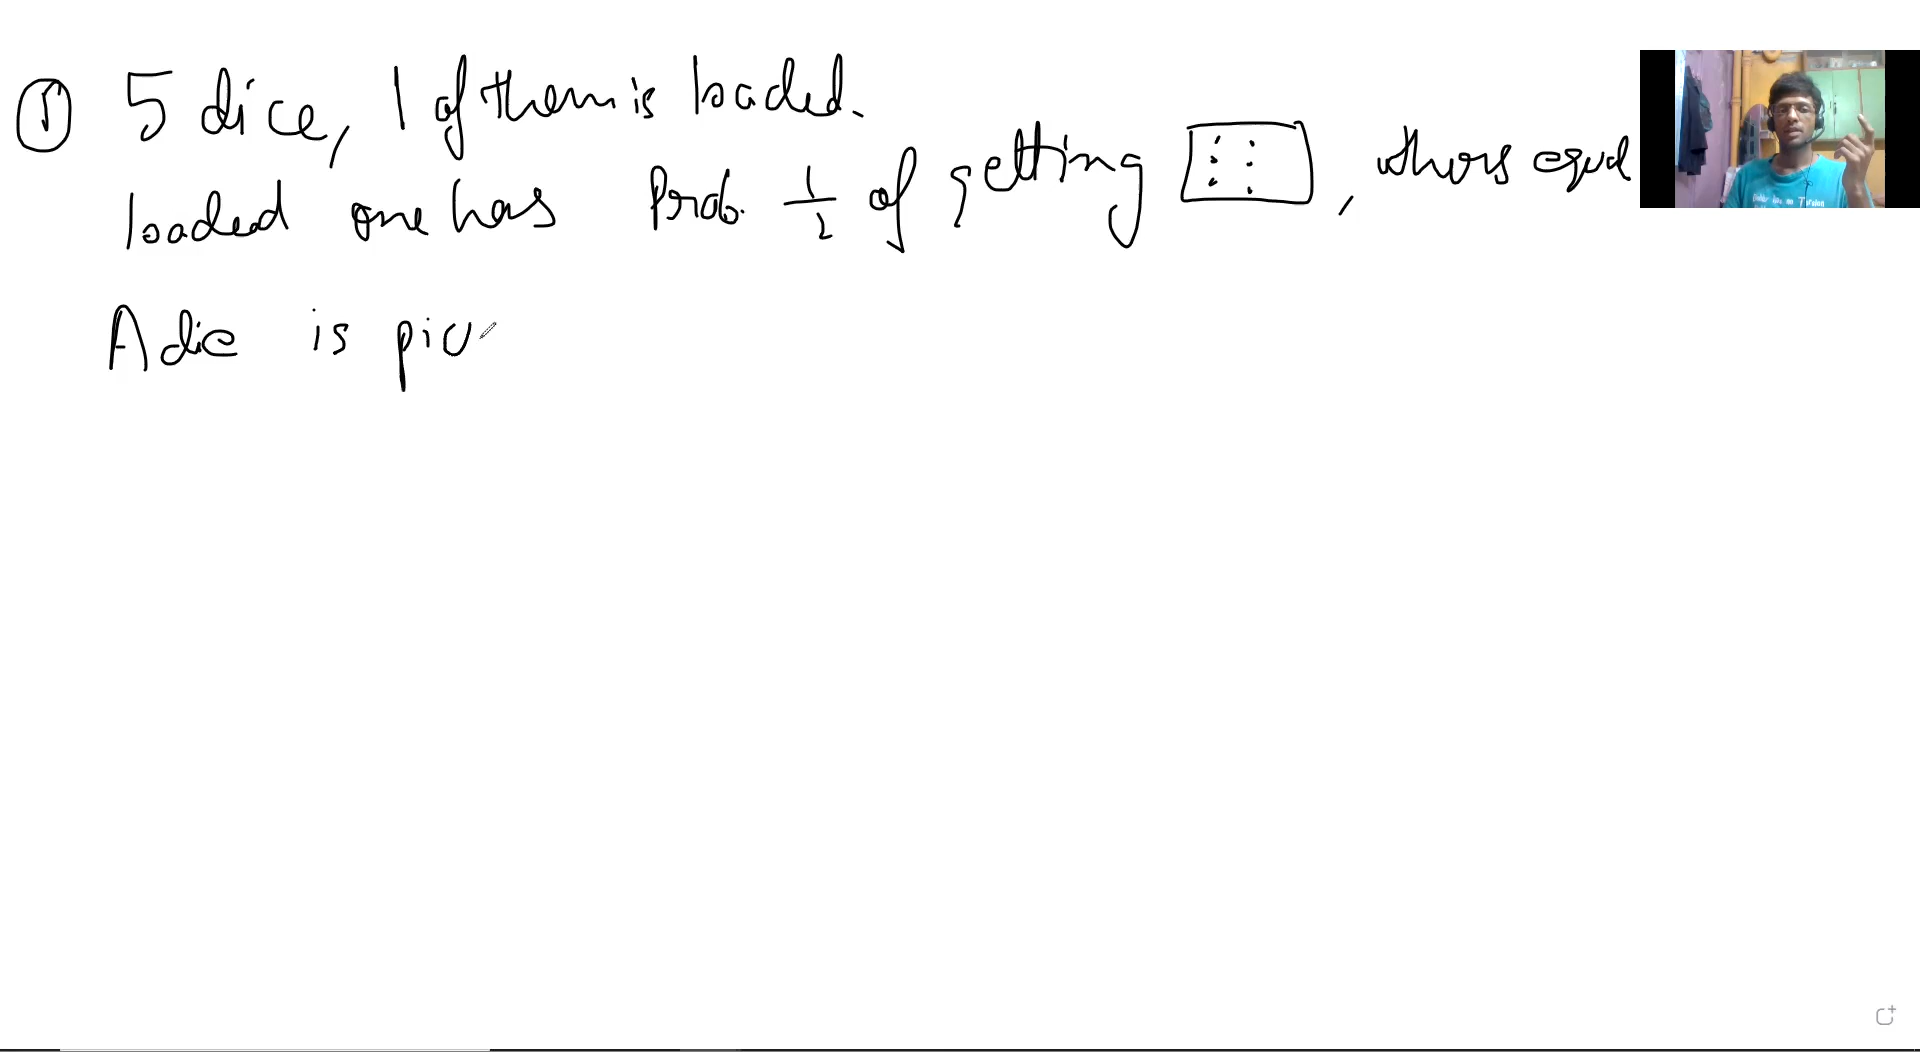 ① 5 dice, 1 of them is loaded.
loaded one has Prob. 1/2 of getting ⚅, others equal
A die is pic